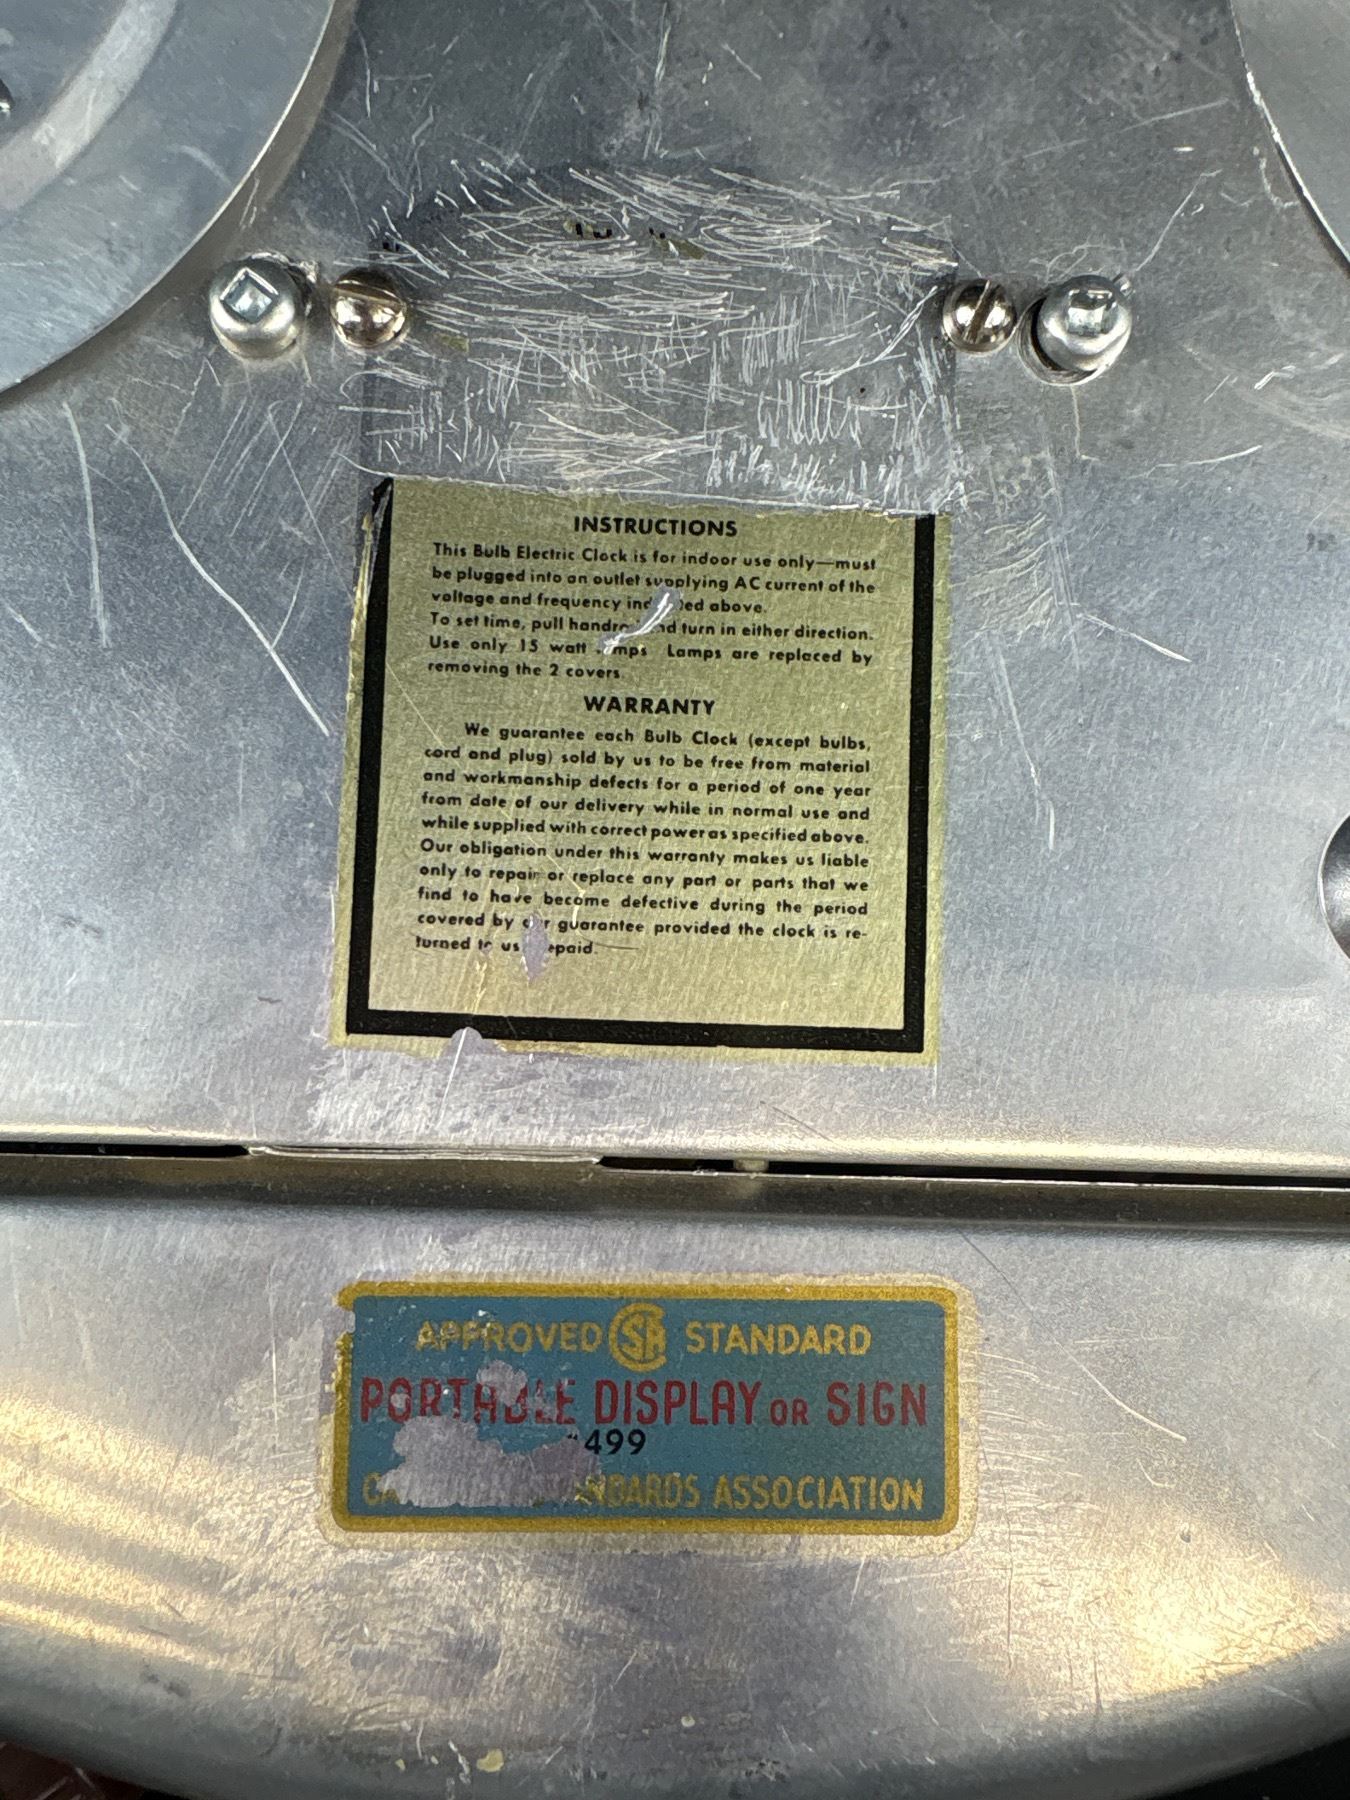 INSTRUCTIONS
This Bulb Electric Clock is for indoor use only—must
be plugged into an outlet supplying AC current of the
voltage and frequency above.
To set time, pull turn in either direction.
Use only 15 watt Lamps are replaced by
removing the 2 covers.
WARRANTY
We guarantee each Bulb Clock (except bulbs,
cord and plug) sold by us to be free from material
and workmanship defects for a period of one year
from date of our delivery while in normal use and
while supplied with correct power as specified above.
Our obligation under this warranty makes us liable
only to repair or replace any part or parts that we
find to have become defective during the period
covered by our guarantee provided the clock is re-
turned to us
APPROVED CSA STANDARD
PORTABLE DISPLAY OR SIGN
499
ASSOCIATION